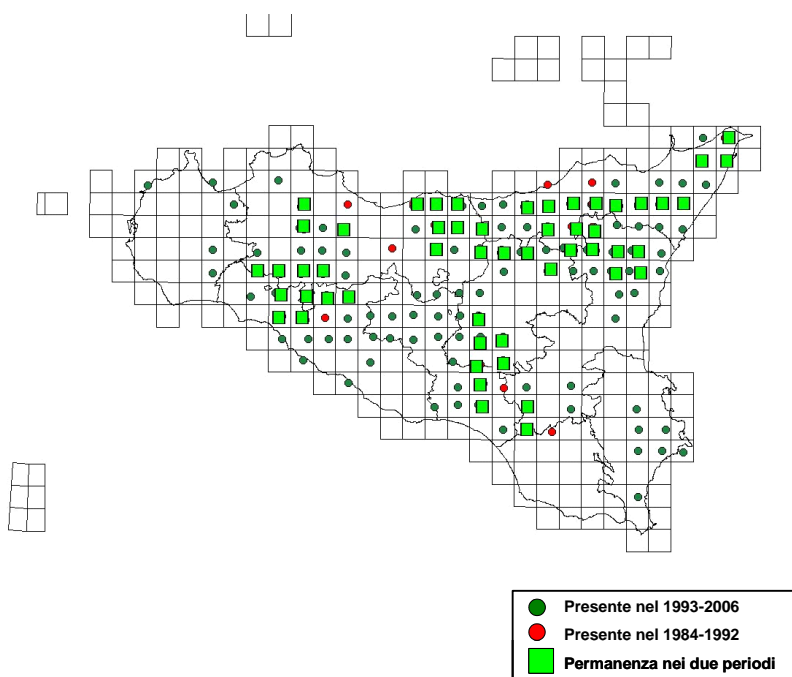 Presente nel 1993-2006
Presente nel 1984-1992
Permanenza nei due periodi